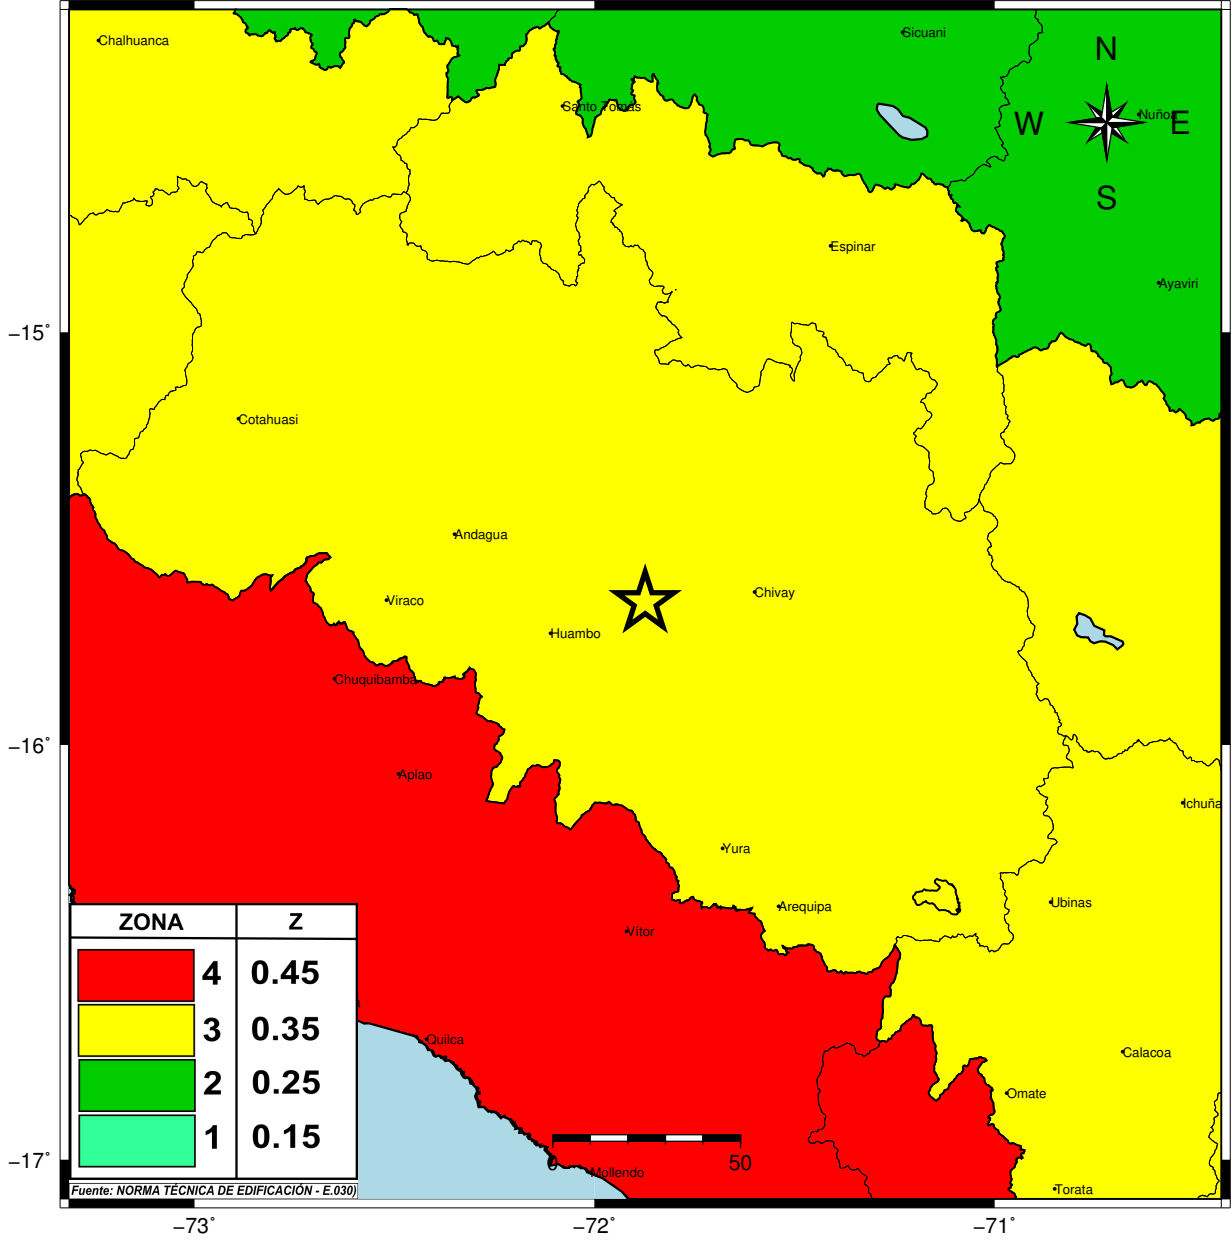 Chalhuanca
Sicuani
N
Santo Tomas
Nuñoa
W
E
S
Espinar
Ayaviri
−15°
Cotahuasi
Andagua
Chivay
Viraco
Huambo
Chuquibamba
−16°
Aplao
Ichuña
Yura
Ubinas
Arequipa
Vítor
ZONA Z
4 0.45
3 0.35
2 0.25
1 0.15
Quilca
Calacoa
Omate
−17°
0 50
Mollendo
Torata
Fuente: NORMA TÉCNICA DE EDIFICACIÓN - E.030)
−73° −72° −71°